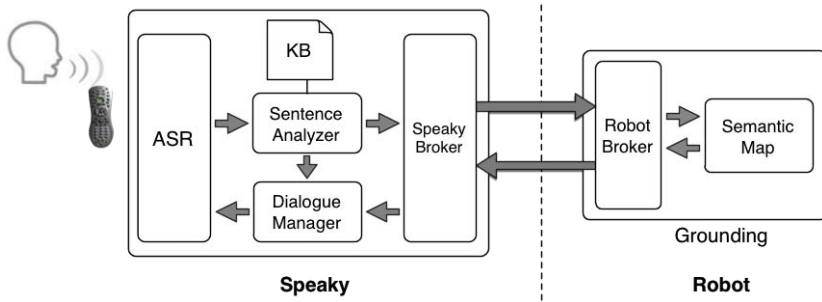 KB
ASR
Sentence
Analyzer
Dialogue
Manager
Speaky
Broker
Speaky
Robot
Broker
Semantic
Map
Grounding
Robot